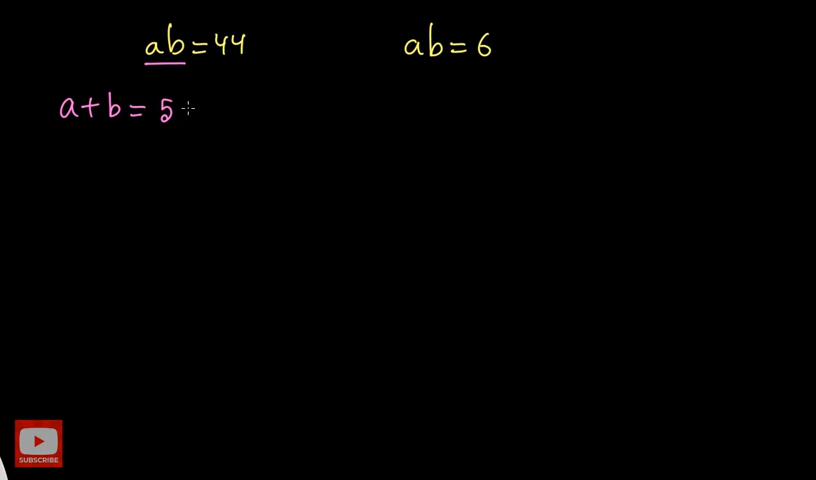 ab = 44 ab = 6
a + b = 5
SUBSCRIBE